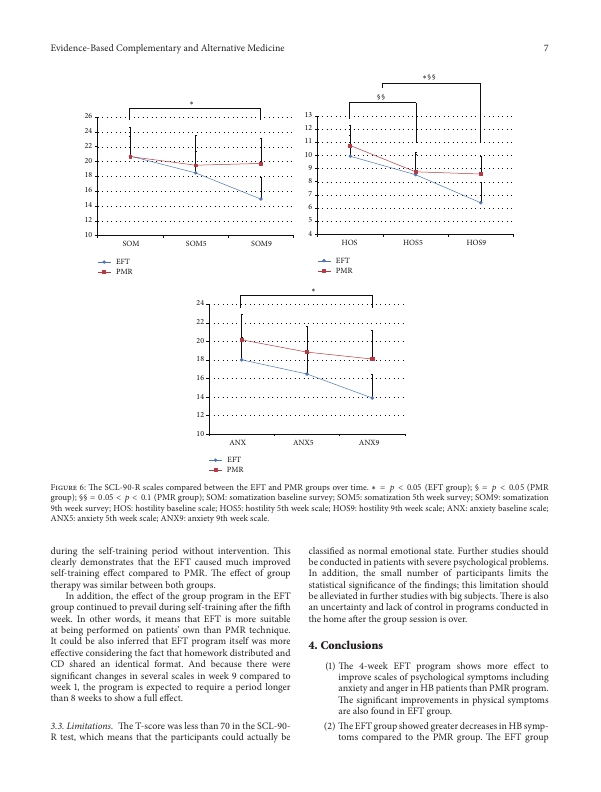 Evidence-Based Complementary and Alternative Medicine 7
*
26
24
22
20
18
16
14
12
10
SOM SOM5 SOM9
EFT
PMR
*§§
§§
13
12
11
10
9
8
7
6
5
4
HOS HOS5 HOS9
EFT
PMR
*
24
22
20
18
16
14
12
10
ANX ANX5 ANX9
EFT
PMR
Figure 6: The SCL-90-R scales compared between the EFT and PMR groups over time. * = p < 0.05 (EFT group); § = p < 0.05 (PMR
group); §§ = 0.05 < p < 0.1 (PMR group); SOM: somatization baseline survey; SOM5: somatization 5th week survey; SOM9: somatization
9th week survey; HOS: hostility baseline scale; HOS5: hostility 5th week scale; HOS9: hostility 9th week scale; ANX: anxiety baseline scale;
ANX5: anxiety 5th week scale; ANX9: anxiety 9th week scale.
during the self-training period without intervention. This
clearly demonstrates that the EFT caused much improved
self-training effect compared to PMR. The effect of group
therapy was similar between both groups.
In addition, the effect of the group program in the EFT
group continued to prevail during self-training after the fifth
week. In other words, it means that EFT is more suitable
at being performed on patients' own than PMR technique.
It could be also inferred that EFT program itself was more
effective considering the fact that homework distributed and
CD shared an identical format. And because there were
significant changes in several scales in week 9 compared to
week 1, the program is expected to require a period longer
than 8 weeks to show a full effect.
3.3. Limitations. The T-score was less than 70 in the SCL-90-
R test, which means that the participants could actually be
classified as normal emotional state. Further studies should
be conducted in patients with severe psychological problems.
In addition, the small number of participants limits the
statistical significance of the findings; this limitation should
be alleviated in further studies with big subjects. There is also
an uncertainty and lack of control in programs conducted in
the home after the group session is over.
4. Conclusions
(1) The 4-week EFT program shows more effect to
improve scales of psychological symptoms including
anxiety and anger in HB patients than PMR program.
The significant improvements in physical symptoms
are also found in EFT group.
(2) The EFT group showed greater decreases in HB symp-
toms compared to the PMR group. The EFT group